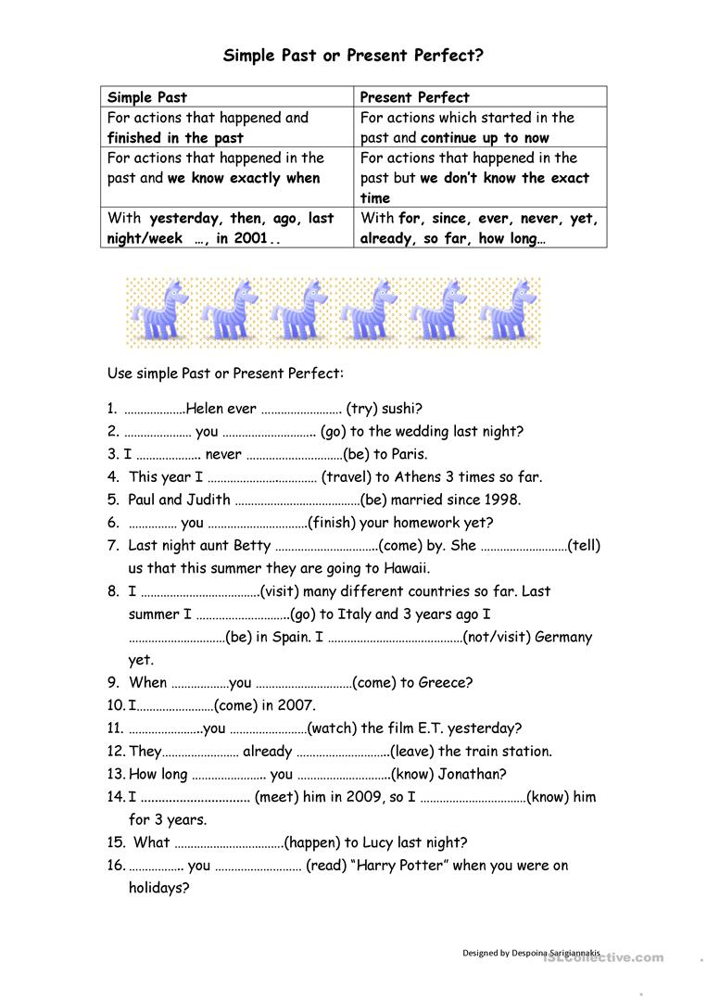 Simple Past or Present Perfect?
Simple Past Present Perfect
For actions that happened and For actions which started in the
finished in the past past and continue up to now
For actions that happened in the For actions that happened in the
past and we know exactly when past but we don't know the exact
time
With yesterday, then, ago, last With for, since, ever, never, yet,
night/week …, in 2001.. already, so far, how long…
Use simple Past or Present Perfect:
1. ……………….Helen ever ……………………. (try) sushi?
2. ………………… you ……………………….. (go) to the wedding last night?
3. I ……………….. never …………………………(be) to Paris.
4. This year I ………………….………… (travel) to Athens 3 times so far.
5. Paul and Judith …………………………………(be) married since 1998.
6. …………… you ………………………….(finish) your homework yet?
7. Last night aunt Betty …………………………..(come) by. She ………………………(tell)
us that this summer they are going to Hawaii.
8. I ……………………………….(visit) many different countries so far. Last
summer I ………………………..(go) to Italy and 3 years ago I
…………………………(be) in Spain. I ……………………………………(not/visit) Germany
yet.
9. When ………………you …………………………(come) to Greece?
10. I……………………(come) in 2007.
11. …………………..you ……………………(watch) the film E.T. yesterday?
12. They…………………… already ………………………..(leave) the train station.
13. How long ………………….. you ………………………..(know) Jonathan?
14. I .............................. (meet) him in 2009, so I ……………………………(know) him
for 3 years.
15. What …………………………….(happen) to Lucy last night?
16. …………….. you ……………………… (read) “Harry Potter” when you were on
holidays?
Designed by Despoina Sarigiannakis
iSLCollective.com